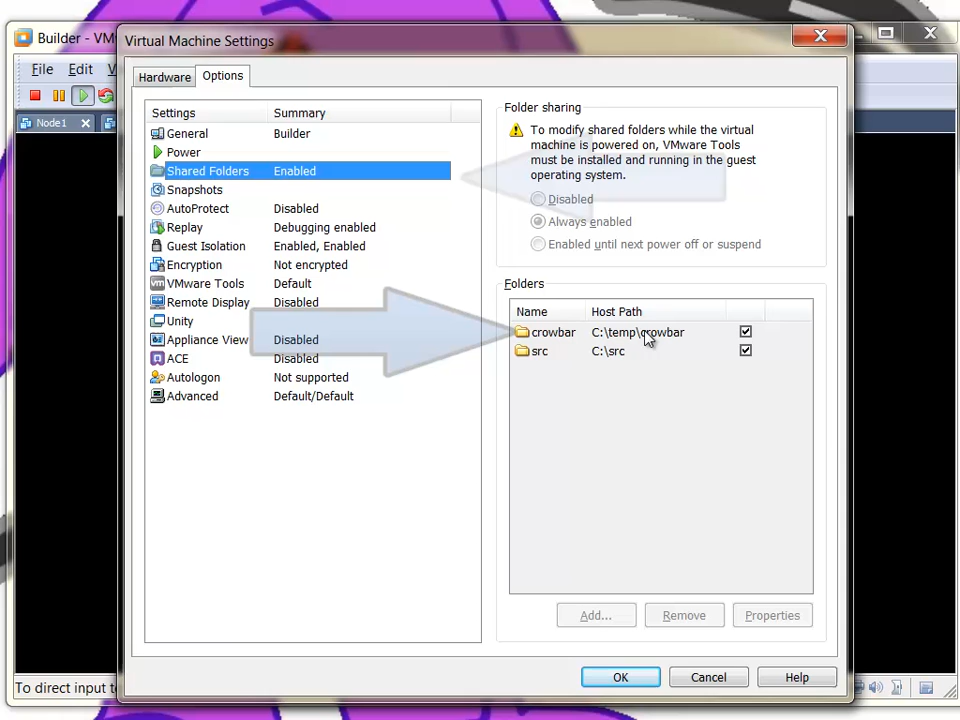 Builder - VM
Virtual Machine Settings
File Edit V
Hardware Options
Node1
Settings Summary
General Builder
Power
Shared Folders Enabled
Snapshots
AutoProtect Disabled
Replay Debugging enabled
Guest Isolation Enabled, Enabled
Encryption Not encrypted
vm VMware Tools Default
Remote Display Disabled
Unity
Appliance View Disabled
ACE Disabled
Autologon Not supported
Advanced Default/Default
Folder sharing
To modify shared folders while the virtual
machine is powered on, VMware Tools
must be installed and running in the guest
operating system.
Disabled
Always enabled
Enabled until next power off or suspend
Folders
Name Host Path
crowbar C:\temp\crowbar
src C:\src
Add... Remove Properties
OK Cancel Help
To direct input t